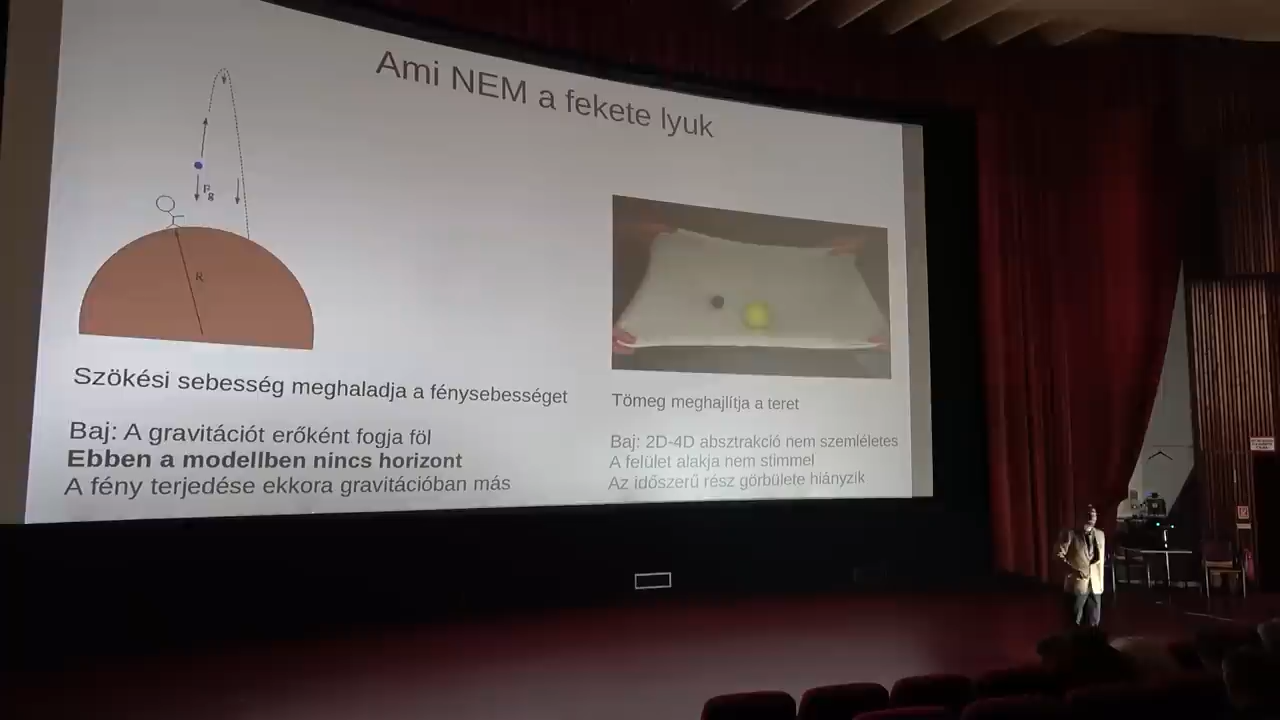 Ami NEM a fekete lyuk
R
Szökési sebesség meghaladja a fénysebességet
Baj: A gravitációt erőként fogja föl
Ebben a modellben nincs horizont
A fény terjedése ekkora gravitációban más
Tömeg meghajlítja a teret
Baj: 2D-4D absztrakció nem szemléletes
A felület alakja nem stimmel
Az időszerű rész görbülete hiányzik